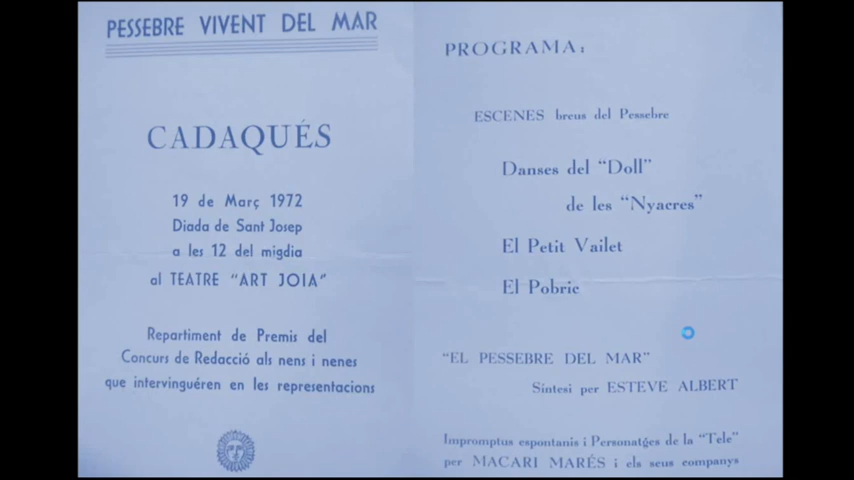 PESSEBRE VIVENT DEL MAR
CADAQUÉS
19 de Març 1972
Diada de Sant Josep
a les 12 del migdia
al TEATRE "ART JOIA"
Repartiment de Premis del
Concurs de Redacció als nens i nenes
que intervinguéren en les representacions
PROGRAMA:
ESCENES breus del Pessebre
Danses del "Doll"
de les "Nyacres"
El Petit Vailet
El Pobric
"EL PESSEBRE DEL MAR"
Síntesi per ESTEVE ALBERT
Impromptus espontanis i Personatges de la "Tele"
per MACARI MARÉS i els seus companys